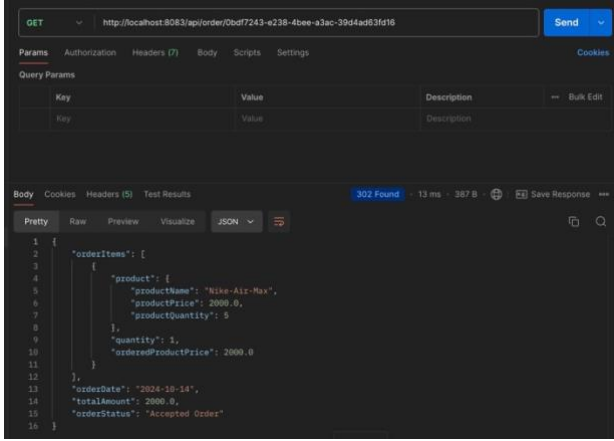 GET http://localhost:8083/api/order/0bdf7243-e238-4bee-a3ac-39d4ad63fd16 Send
Params Authorization Headers (7) Body Scripts Settings Cookies
Query Params
Key Value Description Bulk Edit
Key Value Description
Body Cookies Headers (5) Test Results 302 Found 13 ms 367 B Save Response
Pretty Raw Preview Visualize JSON
1 {
2 "orderItems": [
3 {
4 "product": {
5 "productName": "Nike-Air-Max",
6 "productPrice": 2000.0,
7 "productQuantity": 5
8 },
9 "quantity": 1,
10 "orderedProductPrice": 2000.0
11 }
12 ],
13 "orderDate": "2024-10-14",
14 "totalAmount": 2000.0,
15 "orderStatus": "Accepted Order"
16 }